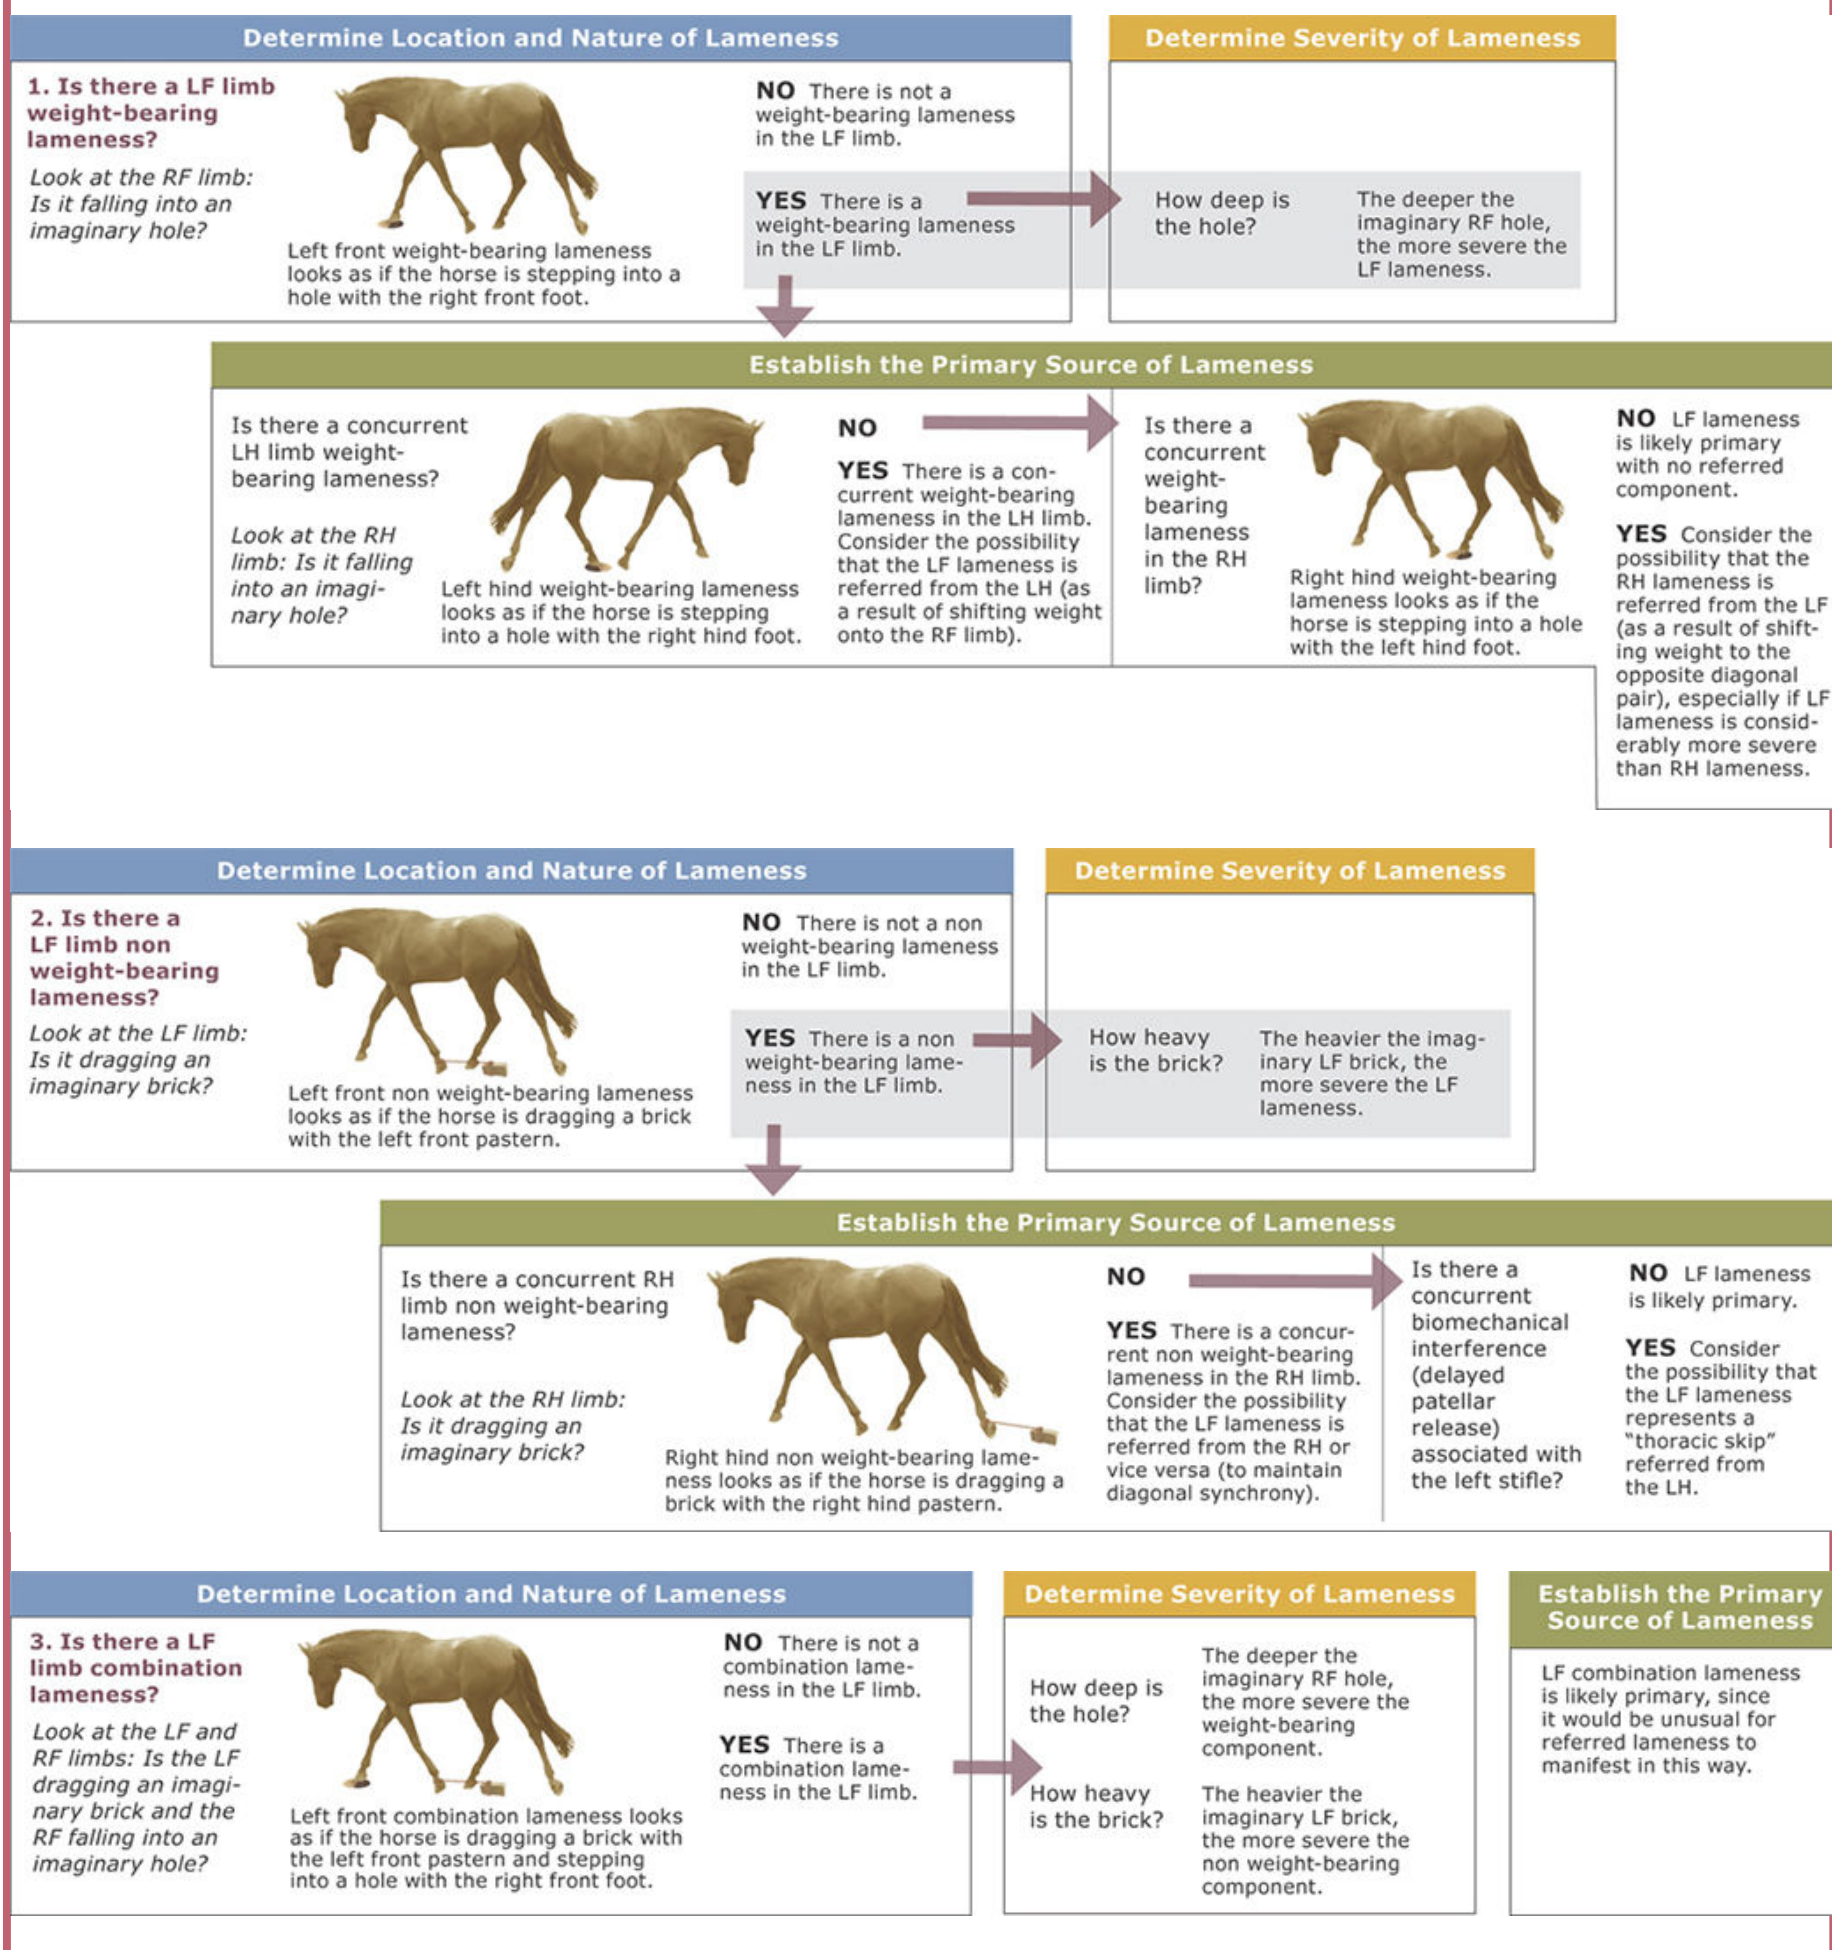 Determine Location and Nature of Lameness
1. Is there a LF limb
weight-bearing
lameness?
Look at the RF limb:
Is it falling into an
imaginary hole?
Left front weight-bearing lameness
looks as if the horse is stepping into a
hole with the right front foot.
NO There is not a
weight-bearing lameness
in the LF limb.
YES There is a
weight-bearing lameness
in the LF limb.
Determine Severity of Lameness
How deep is
the hole?
The deeper the
imaginary RF hole,
the more severe the
LF lameness.
Establish the Primary Source of Lameness
Is there a concurrent
LH limb weight-
bearing lameness?
Look at the RH
limb: Is it falling
into an imagi-
nary hole?
Left hind weight-bearing lameness
looks as if the horse is stepping
into a hole with the right hind foot.
NO
YES There is a con-
current weight-bearing
lameness in the LH limb.
Consider the possibility
that the LF lameness is
referred from the LH (as
a result of shifting weight
onto the RF limb).
Is there a
concurrent
weight-
bearing
lameness
in the RH
limb?
Right hind weight-bearing
lameness looks as if the
horse is stepping into a hole
with the left hind foot.
NO LF lameness
is likely primary
with no referred
component.
YES Consider the
possibility that the
RH lameness is
referred from the LF
(as a result of shift-
ing weight to the
opposite diagonal
pair), especially if LF
lameness is consid-
erably more severe
than RH lameness.
Determine Location and Nature of Lameness
2. Is there a
LF limb non
weight-bearing
lameness?
Look at the LF limb:
Is it dragging an
imaginary brick?
Left front non weight-bearing lameness
looks as if the horse is dragging a brick
with the left front pastern.
NO There is not a non
weight-bearing lameness
in the LF limb.
YES There is a non
weight-bearing lame-
ness in the LF limb.
Determine Severity of Lameness
How heavy
is the brick?
The heavier the imag-
inary LF brick, the
more severe the LF
lameness.
Establish the Primary Source of Lameness
Is there a concurrent RH
limb non weight-bearing
lameness?
Look at the RH limb:
Is it dragging an
imaginary brick?
Right hind non weight-bearing lame-
ness looks as if the horse is dragging a
brick with the right hind pastern.
NO
YES There is a concur-
rent non weight-bearing
lameness in the RH limb.
Consider the possibility
that the LF lameness is
referred from the RH or
vice versa (to maintain
diagonal synchrony).
Is there a
concurrent
biomechanical
interference
(delayed
patellar
release)
associated with
the left stifle?
NO LF lameness
is likely primary.
YES Consider
the possibility that
the LF lameness
represents a
“thoracic skip”
referred from
the LH.
Determine Location and Nature of Lameness
3. Is there a LF
limb combination
lameness?
Look at the LF and
RF limbs: Is the LF
dragging an imagi-
nary brick and the
RF falling into an
imaginary hole?
Left front combination lameness looks
as if the horse is dragging a brick with
the left front pastern and stepping
into a hole with the right front foot.
NO There is not a
combination lame-
ness in the LF limb.
YES There is a
combination lame-
ness in the LF limb.
Determine Severity of Lameness
How deep is
the hole?
The deeper the
imaginary RF hole,
the more severe the
weight-bearing
component.
How heavy
is the brick?
The heavier the
imaginary LF brick,
the more severe the
non weight-bearing
component.
Establish the Primary
Source of Lameness
LF combination lameness
is likely primary, since
it would be unusual for
referred lameness to
manifest in this way.